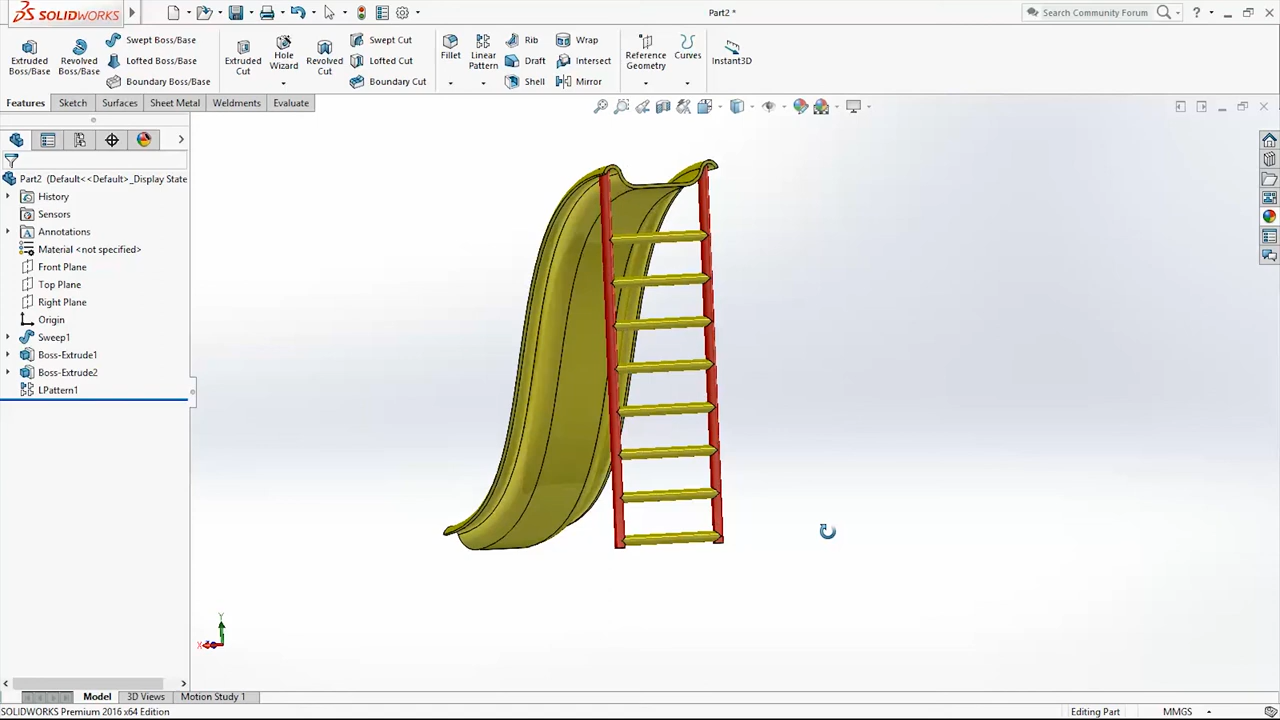 SOLIDWORKS
Part2 *
Search Community Forum
Extruded Boss/Base
Revolved Boss/Base
Swept Boss/Base
Lofted Boss/Base
Boundary Boss/Base
Extruded Cut
Hole Wizard
Revolved Cut
Swept Cut
Lofted Cut
Boundary Cut
Fillet
Linear Pattern
Rib
Draft
Shell
Wrap
Intersect
Mirror
Reference Geometry
Curves
Instant3D
Features Sketch Surfaces Sheet Metal Weldments Evaluate
Part2 (Default<<Default>_Display State
History
Sensors
Annotations
Material <not specified>
Front Plane
Top Plane
Right Plane
Origin
Sweep1
Boss-Extrude1
Boss-Extrude2
LPattern1
Y
X
Model 3D Views Motion Study 1
SOLIDWORKS Premium 2016 x64 Edition Editing Part MMGS